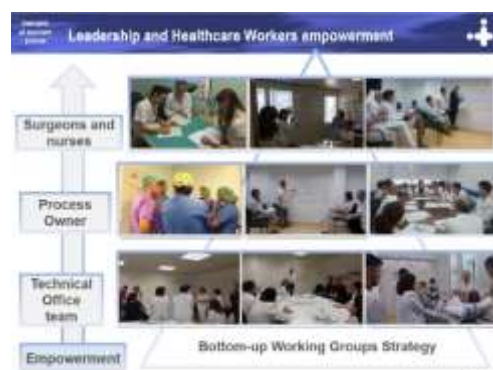 Leadership and Healthcare Workers empowerment
Surgeons and
nurses
Process
Owner
Technical
Office
team
Empowerment
Bottom-up Working Groups Strategy